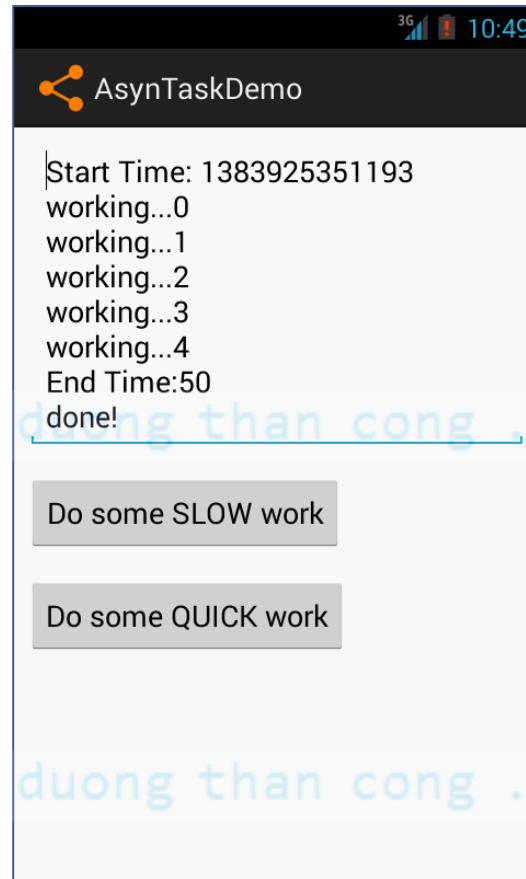 3G 10:49
AsynTaskDemo
Start Time: 1383925351193
working...0
working...1
working...2
working...3
working...4
End Time:50
done!
duong than cong .
Do some SLOW work
Do some QUICK work
duong than cong .